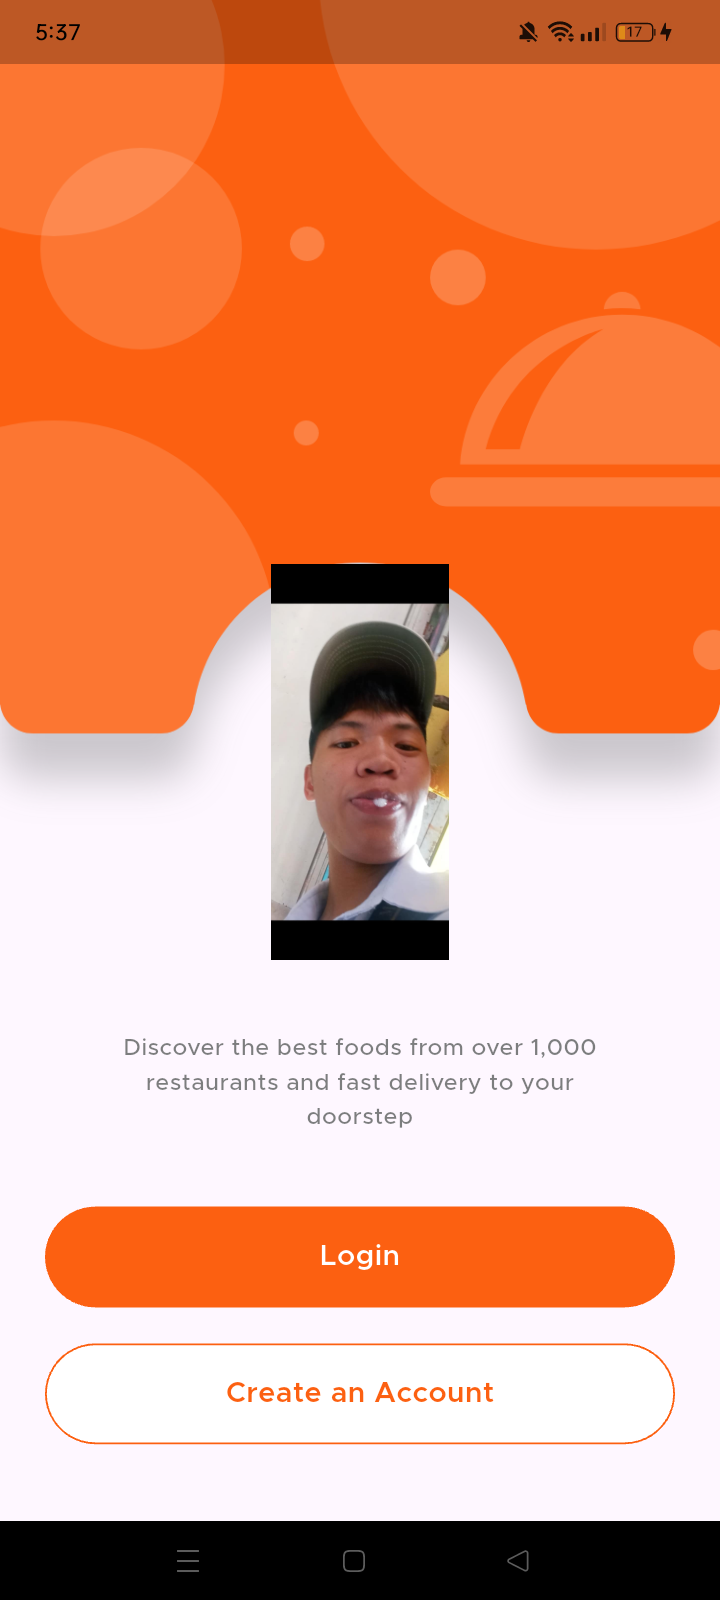 5:37
17
Discover the best foods from over 1,000
restaurants and fast delivery to your
doorstep
Login
Create an Account